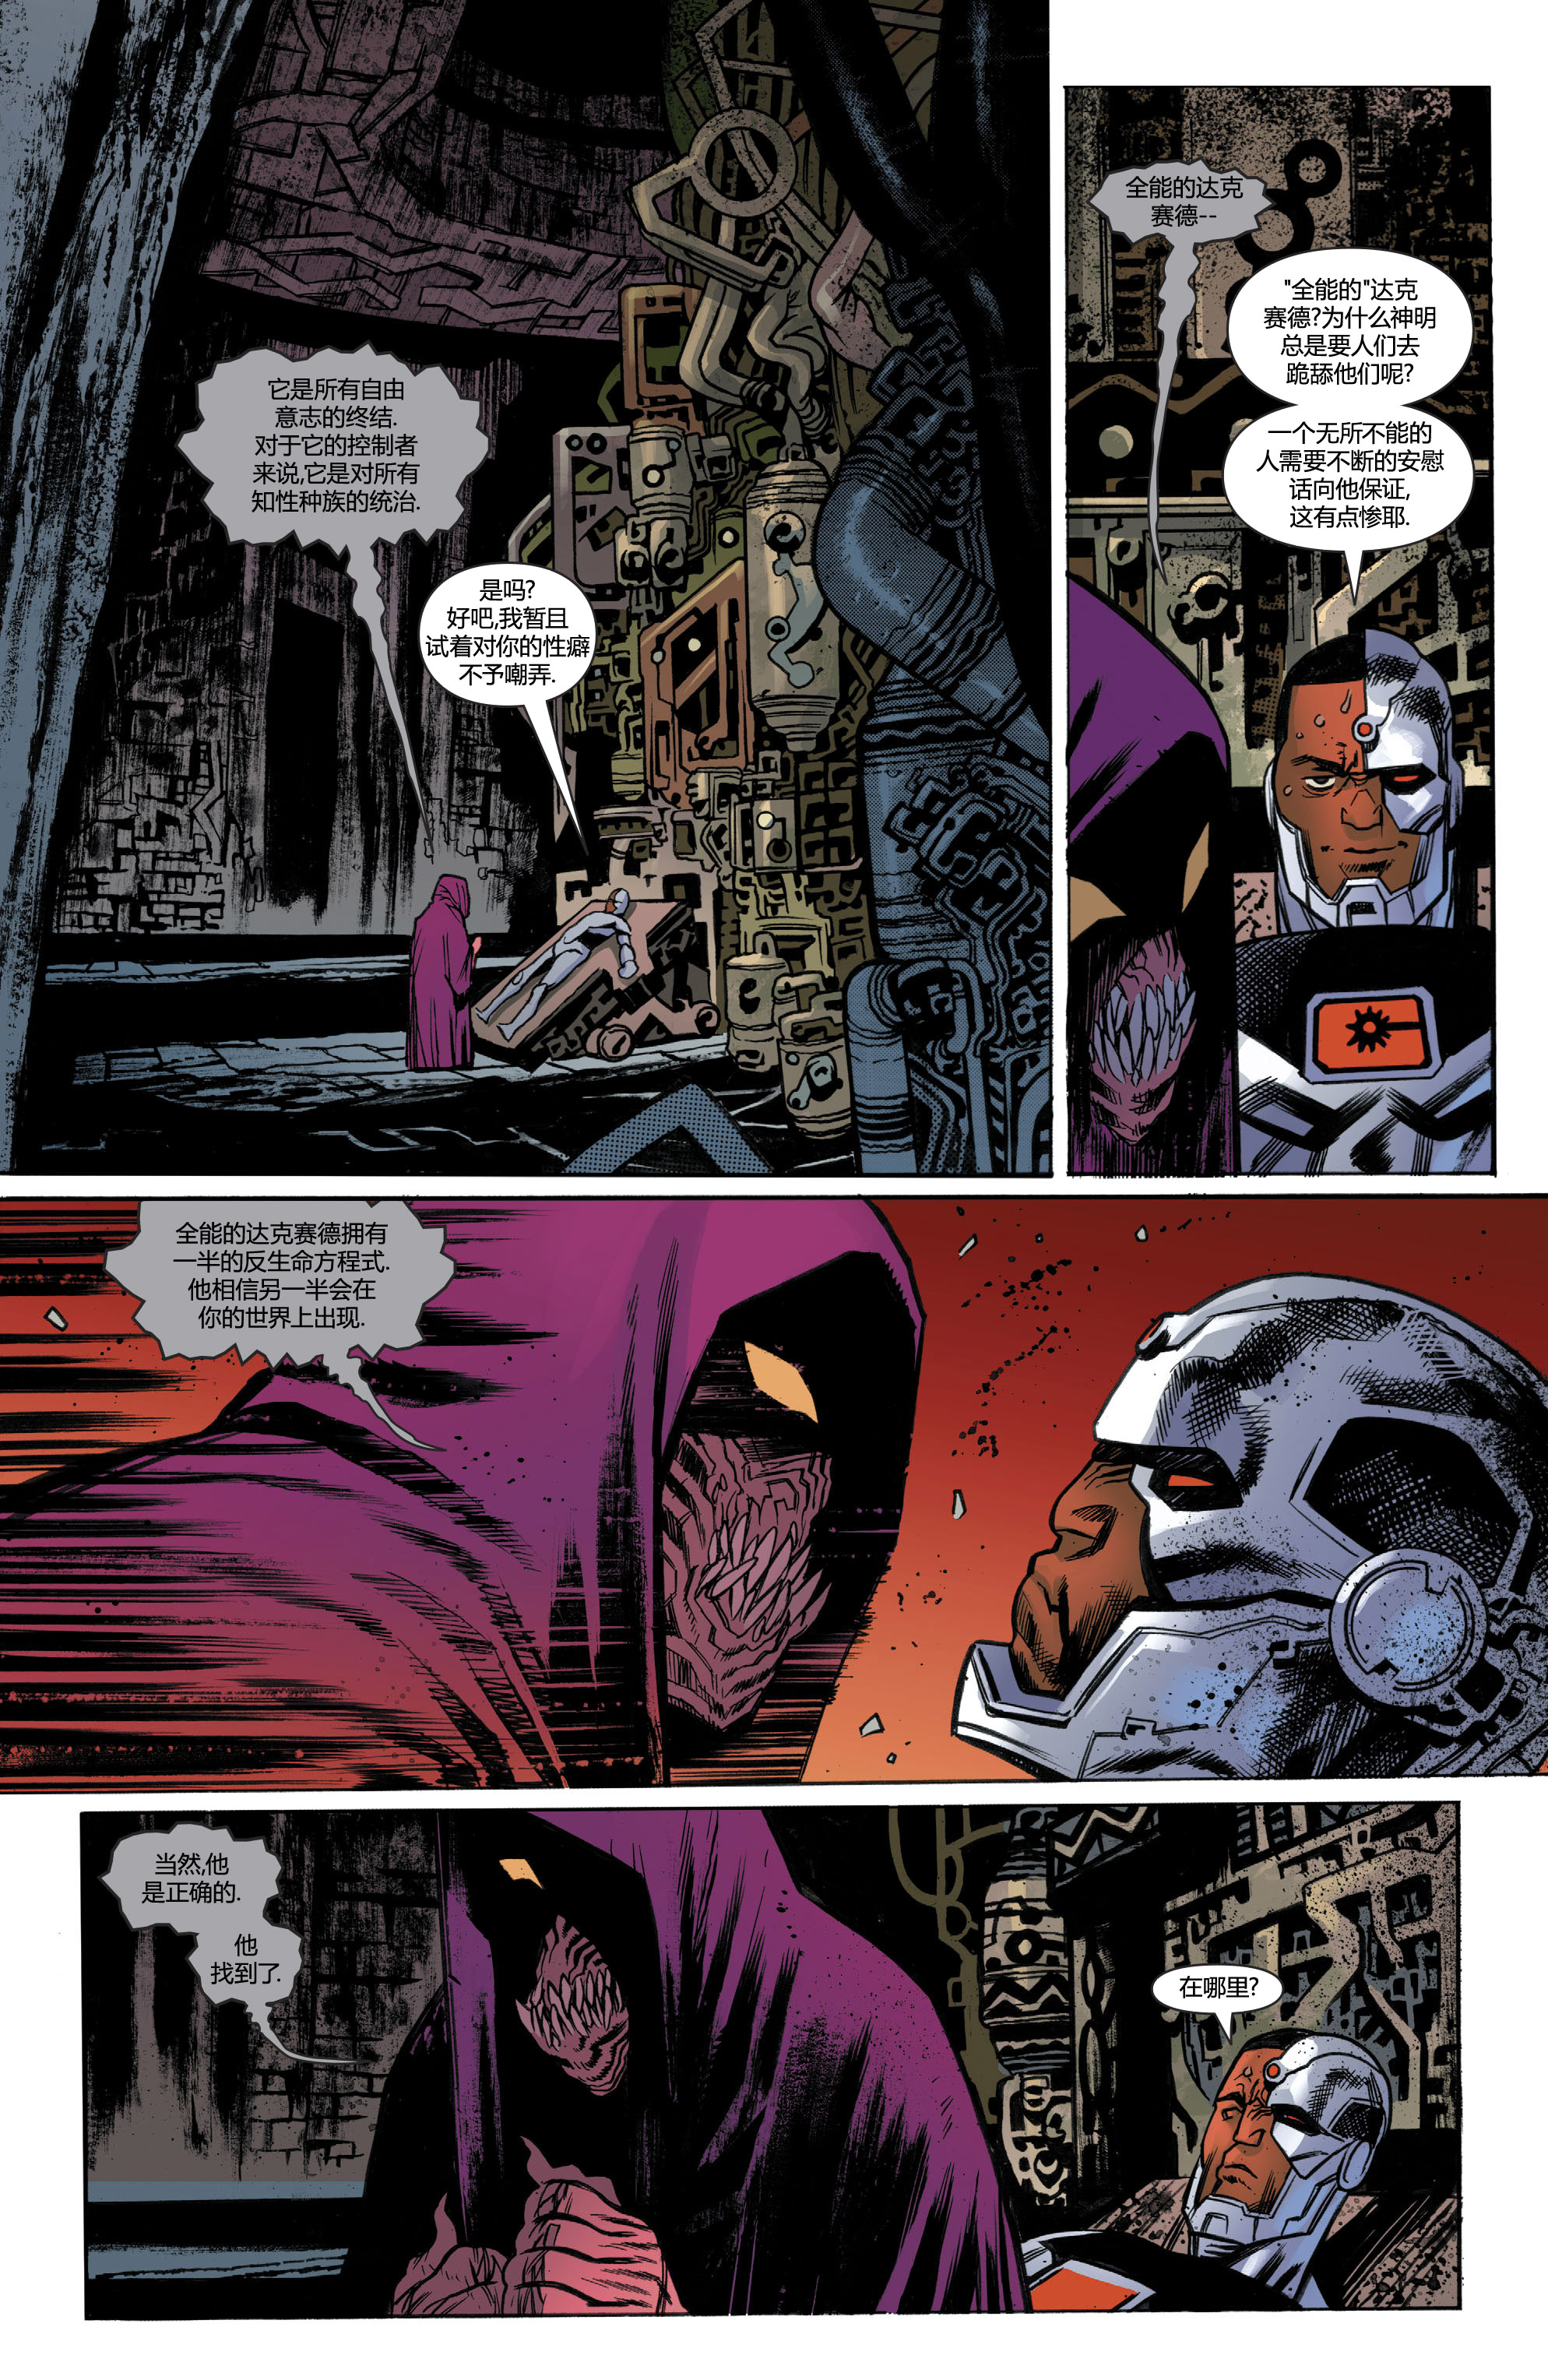 它是所有自由
意志的终结.
对于它的控制者
来说,它是对所有
知性种族的统治.
是吗?
好吧,我暂且
试着对你的性癖
不予嘲弄.
全能的达克
赛德--
"全能的"达克
赛德?为什么神明
总是要人们去
跪舔他们呢?
一个无所不能的
人需要不断的安慰
话向他保证,
这有点惨耶.
全能的达克赛德拥有
一半的反生命方程式.
他相信另一半会在
你的世界上出现.
当然,他
是正确的.
他
找到了.
在哪里?